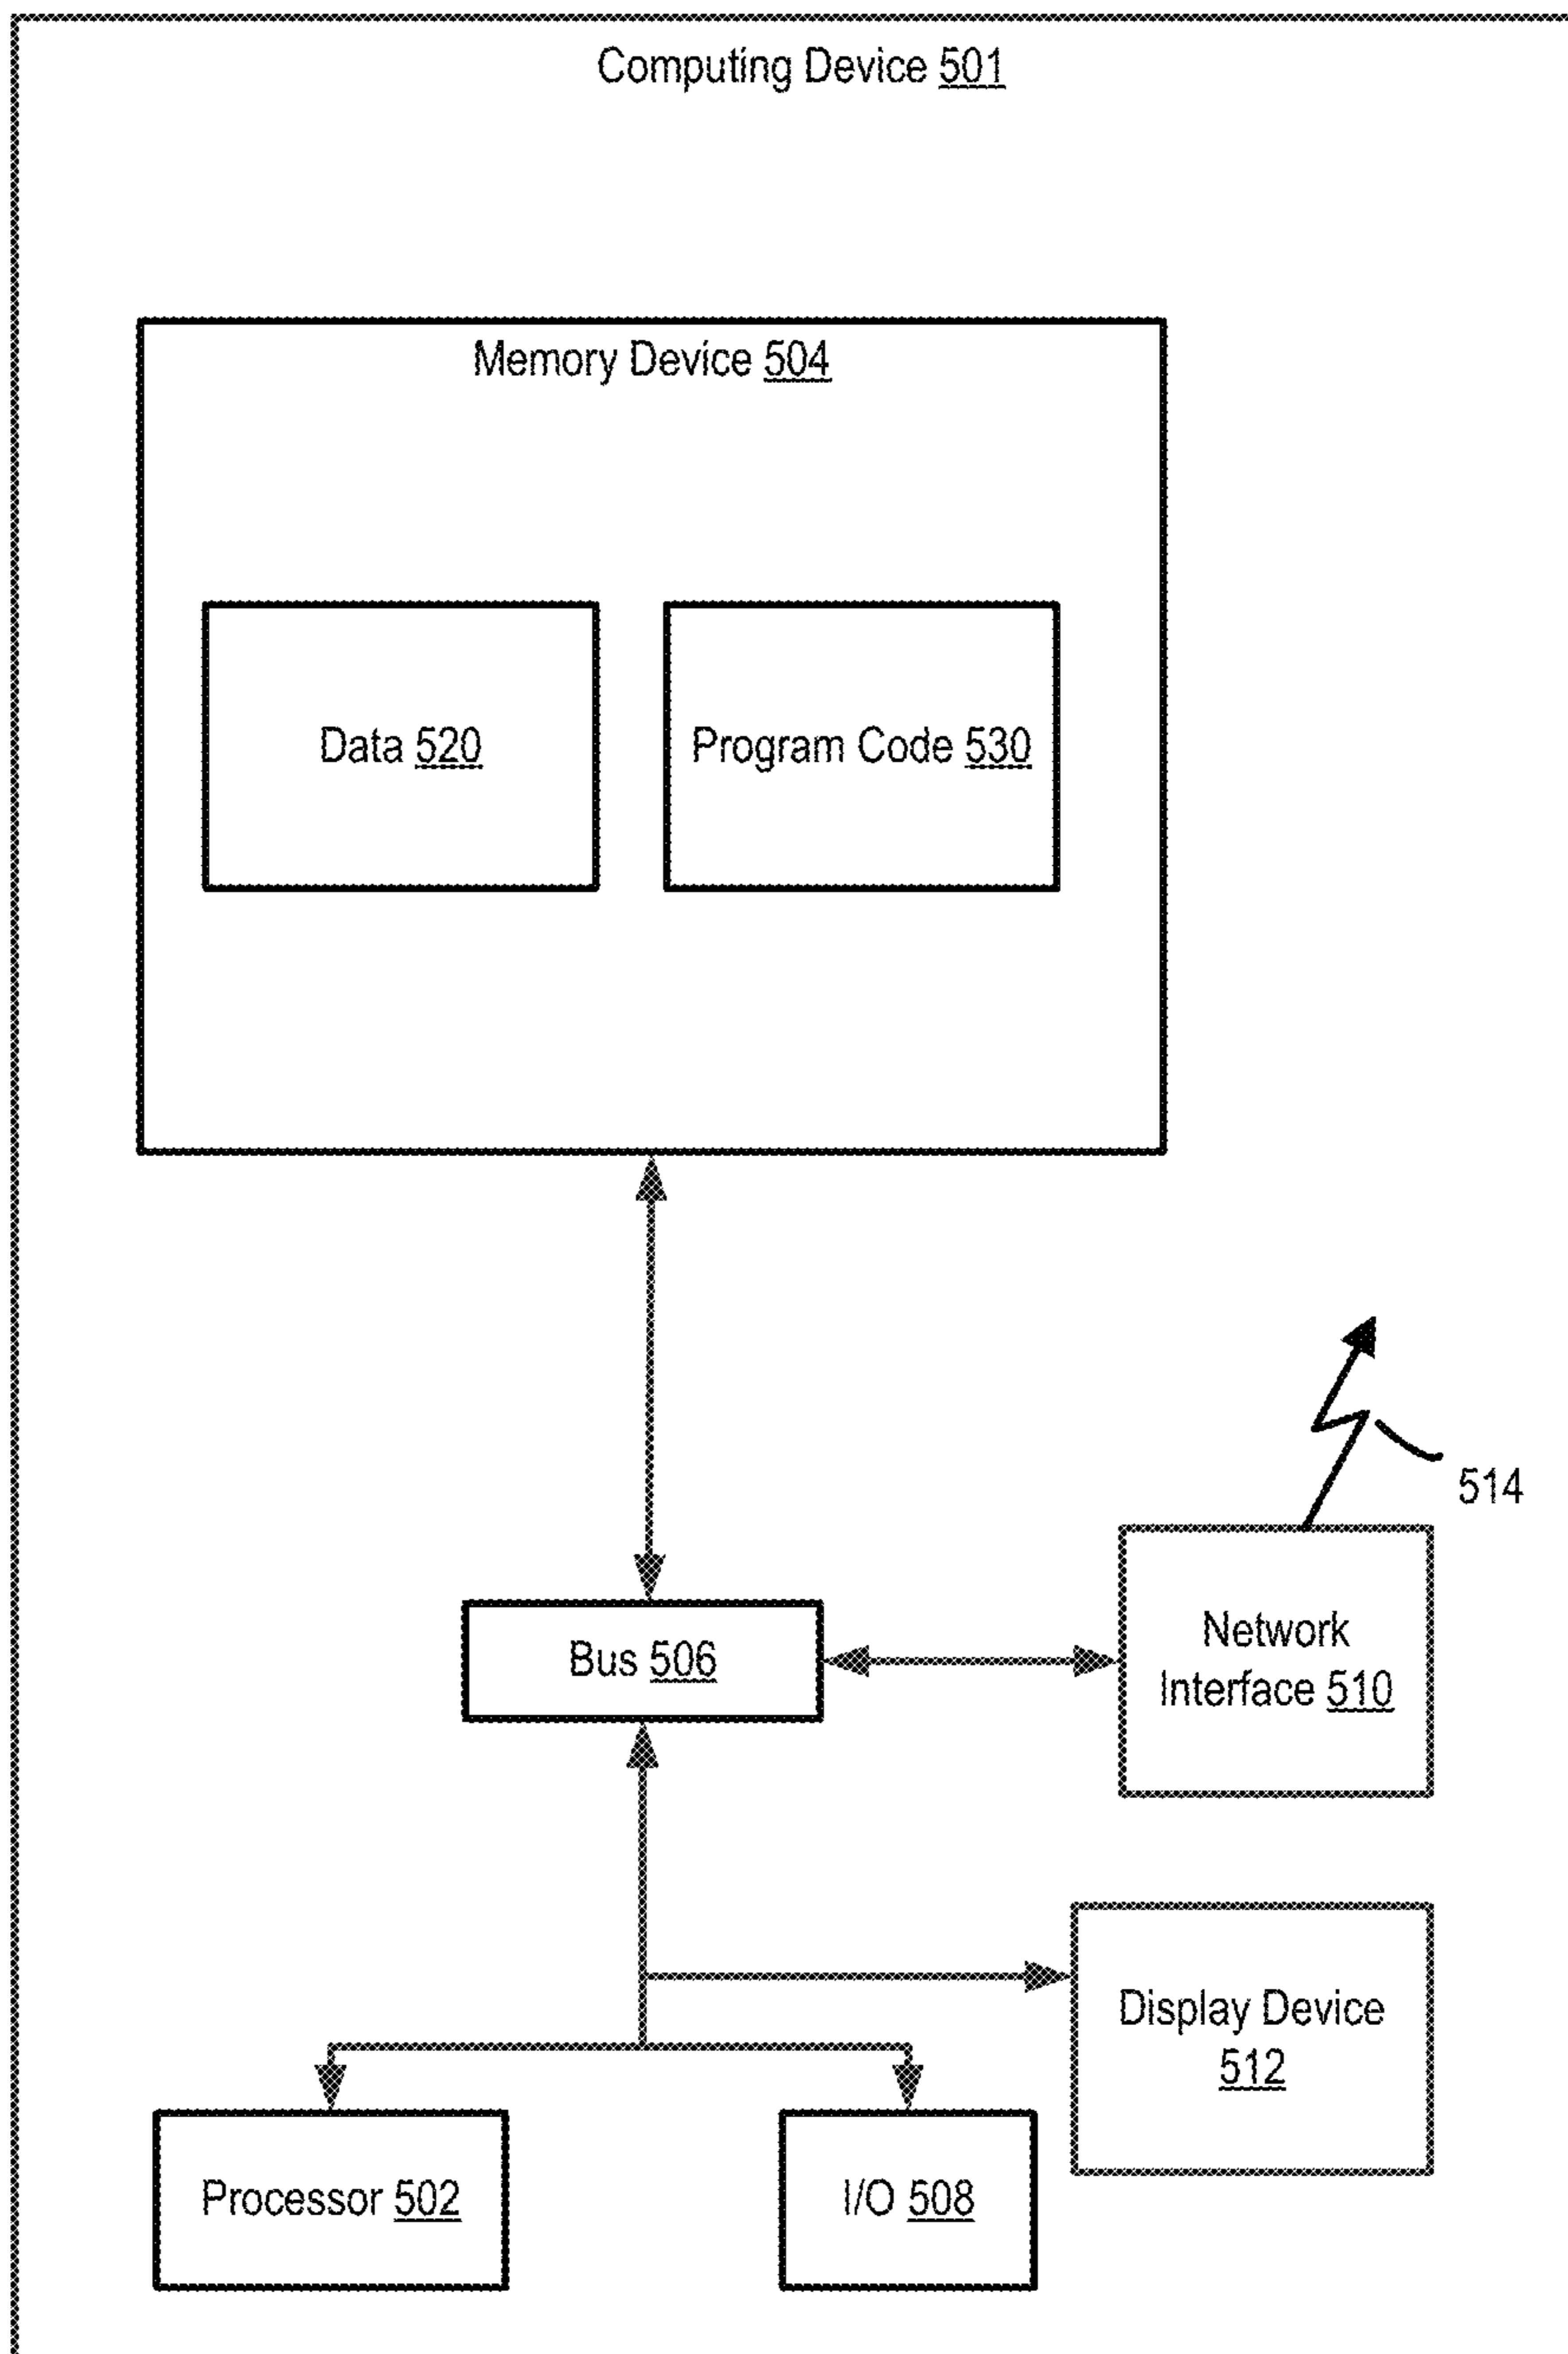 Computing Device 501
Memory Device 504
Data 520
Program Code 530
514
Bus 506
Network
Interface 510
Display Device
512
Processor 502
I/O 508